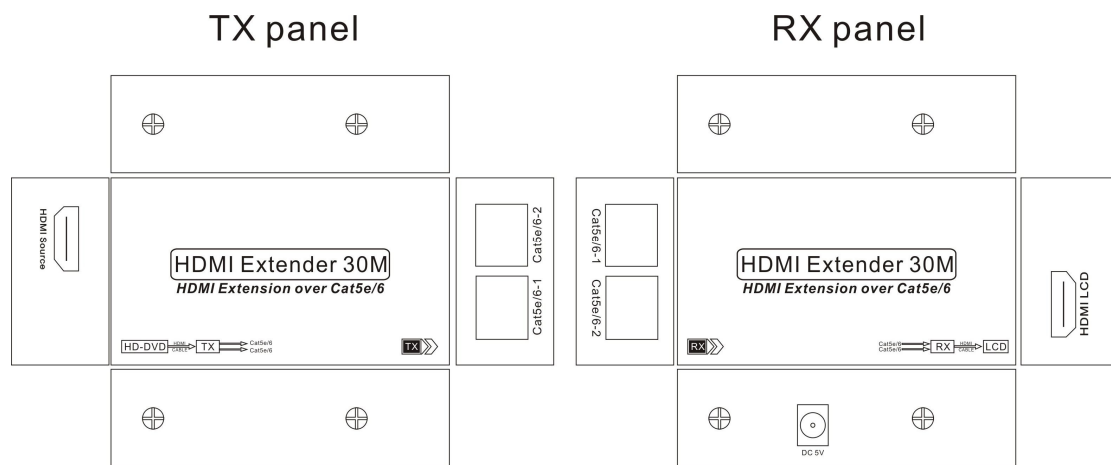 TX panel
RX panel
HDMI Source
HDMI Extender 30M
HDMI Extension over Cat5e/6
HD-DVD
HDMI
CABLE
TX
Cat5e/6
Cat5e/6
TX
Cat5e/6-2
Cat5e/6-1
Cat5e/6-1
Cat5e/6-2
HDMI Extender 30M
HDMI Extension over Cat5e/6
RX
Cat5e/6
Cat5e/6
RX
HDMI
CABLE
LCD
HDMI LCD
DC 5V